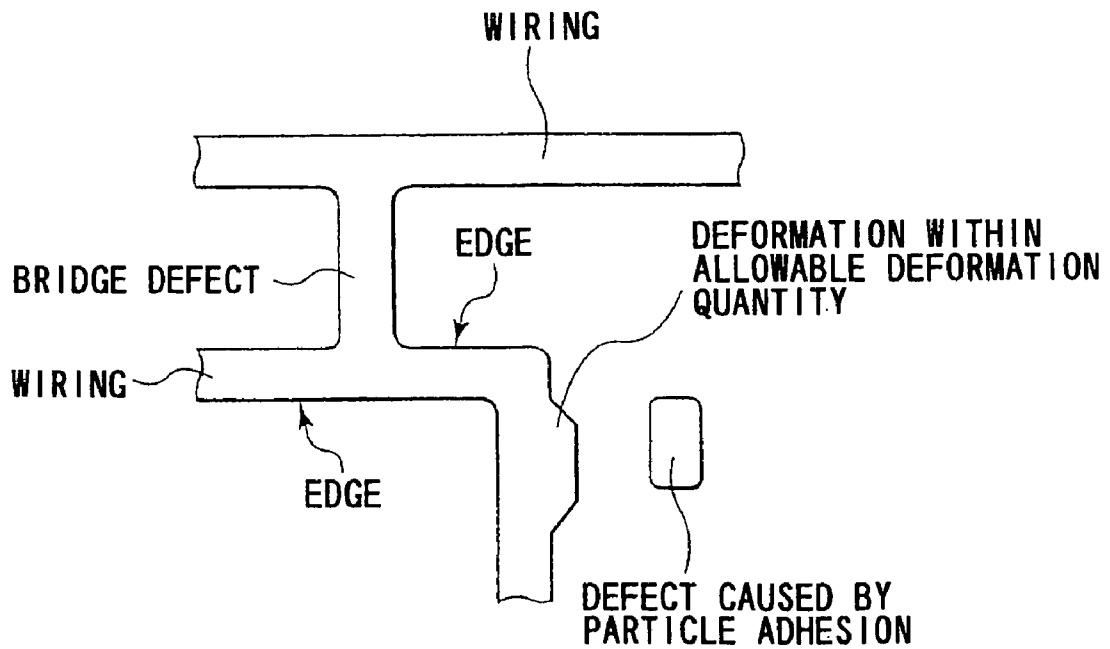 WIRING
DEFORMATION WITHIN
ALLOWABLE DEFORMATION
QUANTITY
EDGE
BRIDGE DEFECT
WIRING
EDGE
DEFECT CAUSED BY
PARTICLE ADHESION